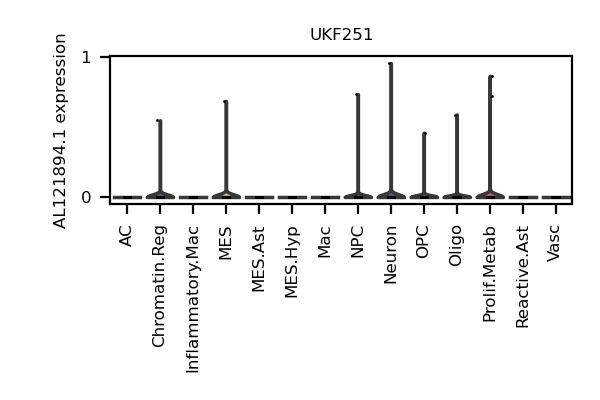 UKF251
AL121894.1 expression
1
0
AC
Chromatin.Reg
Inflammatory.Mac
MES
MES.Ast
MES.Hyp
Mac
NPC
Neuron
OPC
Oligo
Prolif.Metab
Reactive.Ast
Vasc